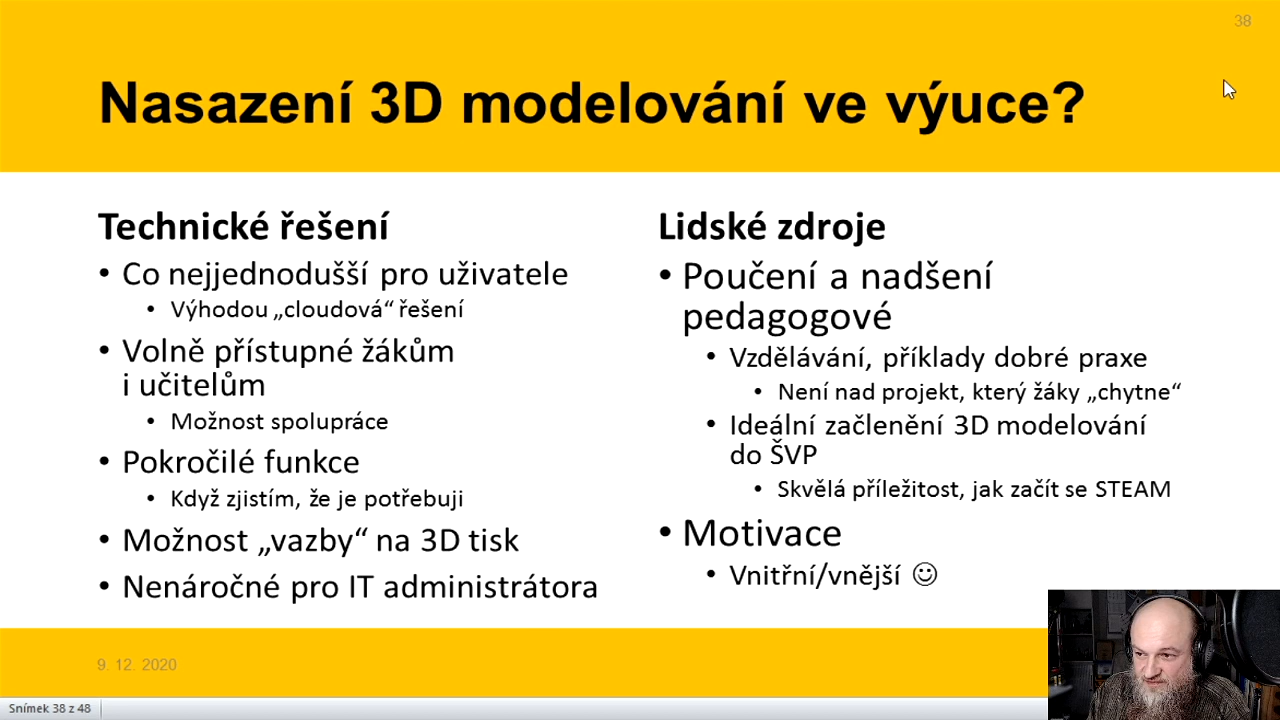 38
Nasazení 3D modelování ve výuce?
Technické řešení
• Co nejjednodušší pro uživatele
• Výhodou „cloudová“ řešení
• Volně přístupné žákům
i učitelům
• Možnost spolupráce
• Pokročilé funkce
• Když zjistím, že je potřebuji
• Možnost „vazby“ na 3D tisk
• Nenáročné pro IT administrátora
Lidské zdroje
• Poučení a nadšení
pedagogové
• Vzdělávání, příklady dobré praxe
• Není nad projekt, který žáky „chytne“
• Ideální začlenění 3D modelování
do ŠVP
• Skvělá příležitost, jak začít se STEAM
• Motivace
• Vnitřní/vnější ☺
9. 12. 2020
Snímek 38 z 48